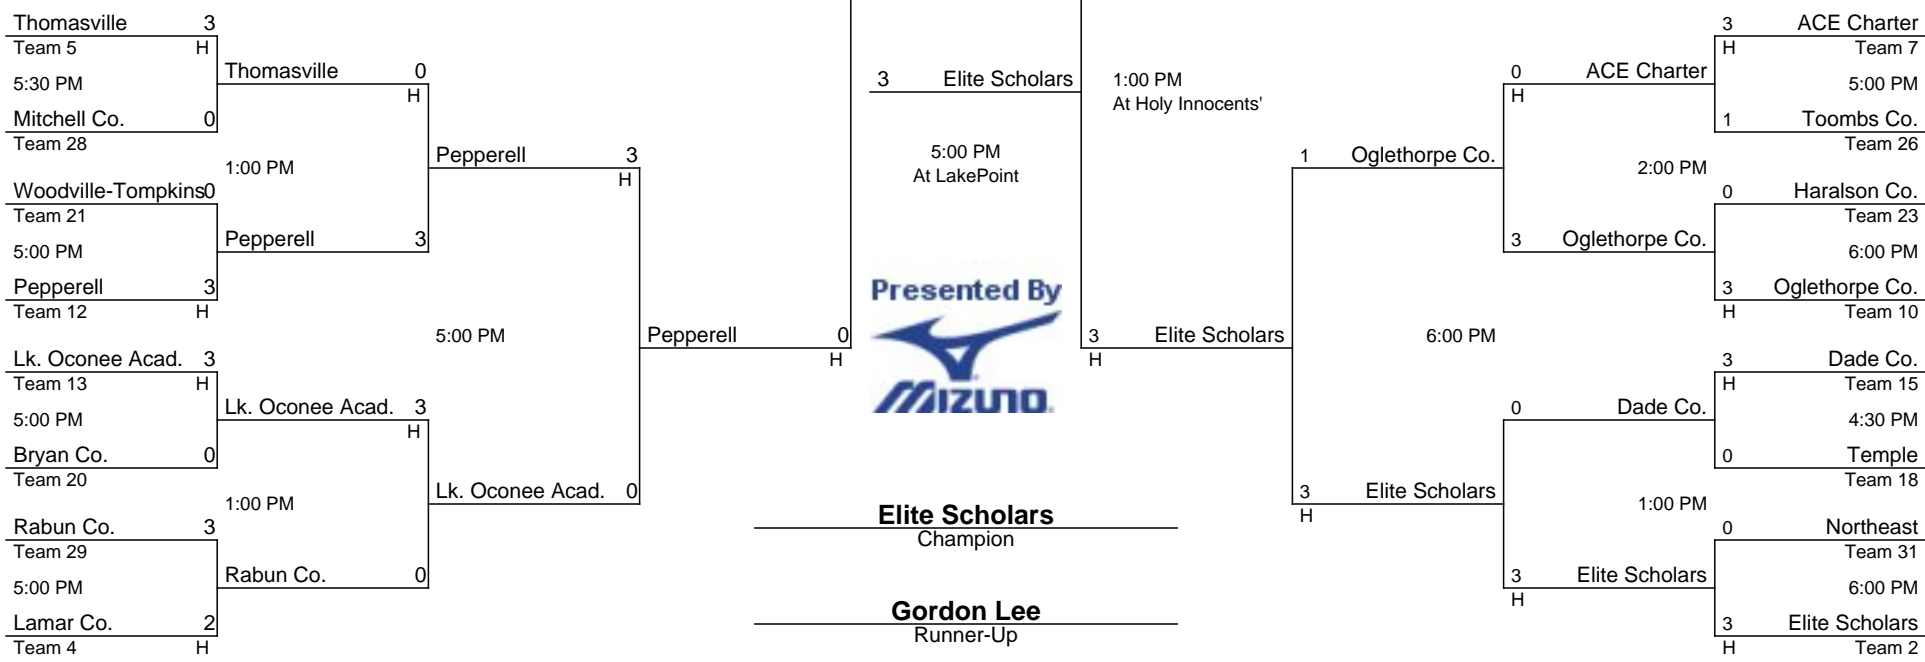 Thomasville 3
Team 5 H
5:30 PM
Mitchell Co. 0
Team 28
Woodville-Tompkins 0
Team 21
5:00 PM
Pepperell 3
Team 12 H
Lk. Oconee Acad. 3
Team 13 H
5:00 PM
Bryan Co. 0
Team 20
Rabun Co. 3
Team 29
5:00 PM
Lamar Co. 2
Team 4 H
Thomasville 0
H
1:00 PM
Pepperell 3
Lk. Oconee Acad. 3
H
1:00 PM
Rabun Co. 0
Pepperell 3
H
5:00 PM
Lk. Oconee Acad. 0
Pepperell 0
H
3 Elite Scholars
5:00 PM
At LakePoint
Presented By
MIZUNO
Elite Scholars
Champion
Gordon Lee
Runner-Up
1:00 PM
At Holy Innocents'
3 Elite Scholars
H
1 Oglethorpe Co.
6:00 PM
3 Elite Scholars
H
0 ACE Charter
H
2:00 PM
3 Oglethorpe Co.
0 Dade Co.
1:00 PM
3 Elite Scholars
H
3 ACE Charter
H Team 7
5:00 PM
1 Toombs Co.
Team 26
0 Haralson Co.
Team 23
6:00 PM
3 Oglethorpe Co.
H Team 10
3 Dade Co.
H Team 15
4:30 PM
0 Temple
Team 18
0 Northeast
Team 31
6:00 PM
3 Elite Scholars
H Team 2